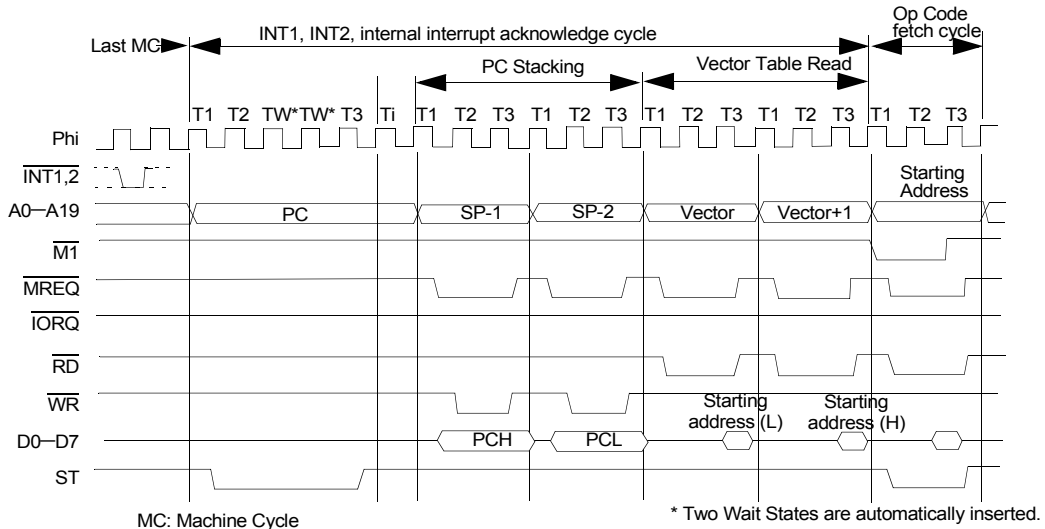 Op Code
fetch cycle
Last MC
INT1, INT2, internal interrupt acknowledge cycle
PC Stacking
Vector Table Read
T1 T2 TW* TW* T3 Ti T1 T2 T3 T1 T2 T3 T1 T2 T3 T1 T2 T3 T1 T2 T3
Phi
INT1,2
Starting
Address
A0—A19 PC SP-1 SP-2 Vector Vector+1
M1
MREQ
IORQ
RD
WR
Starting
address (L)
Starting
address (H)
D0—D7 PCH PCL
ST
MC: Machine Cycle
* Two Wait States are automatically inserted.